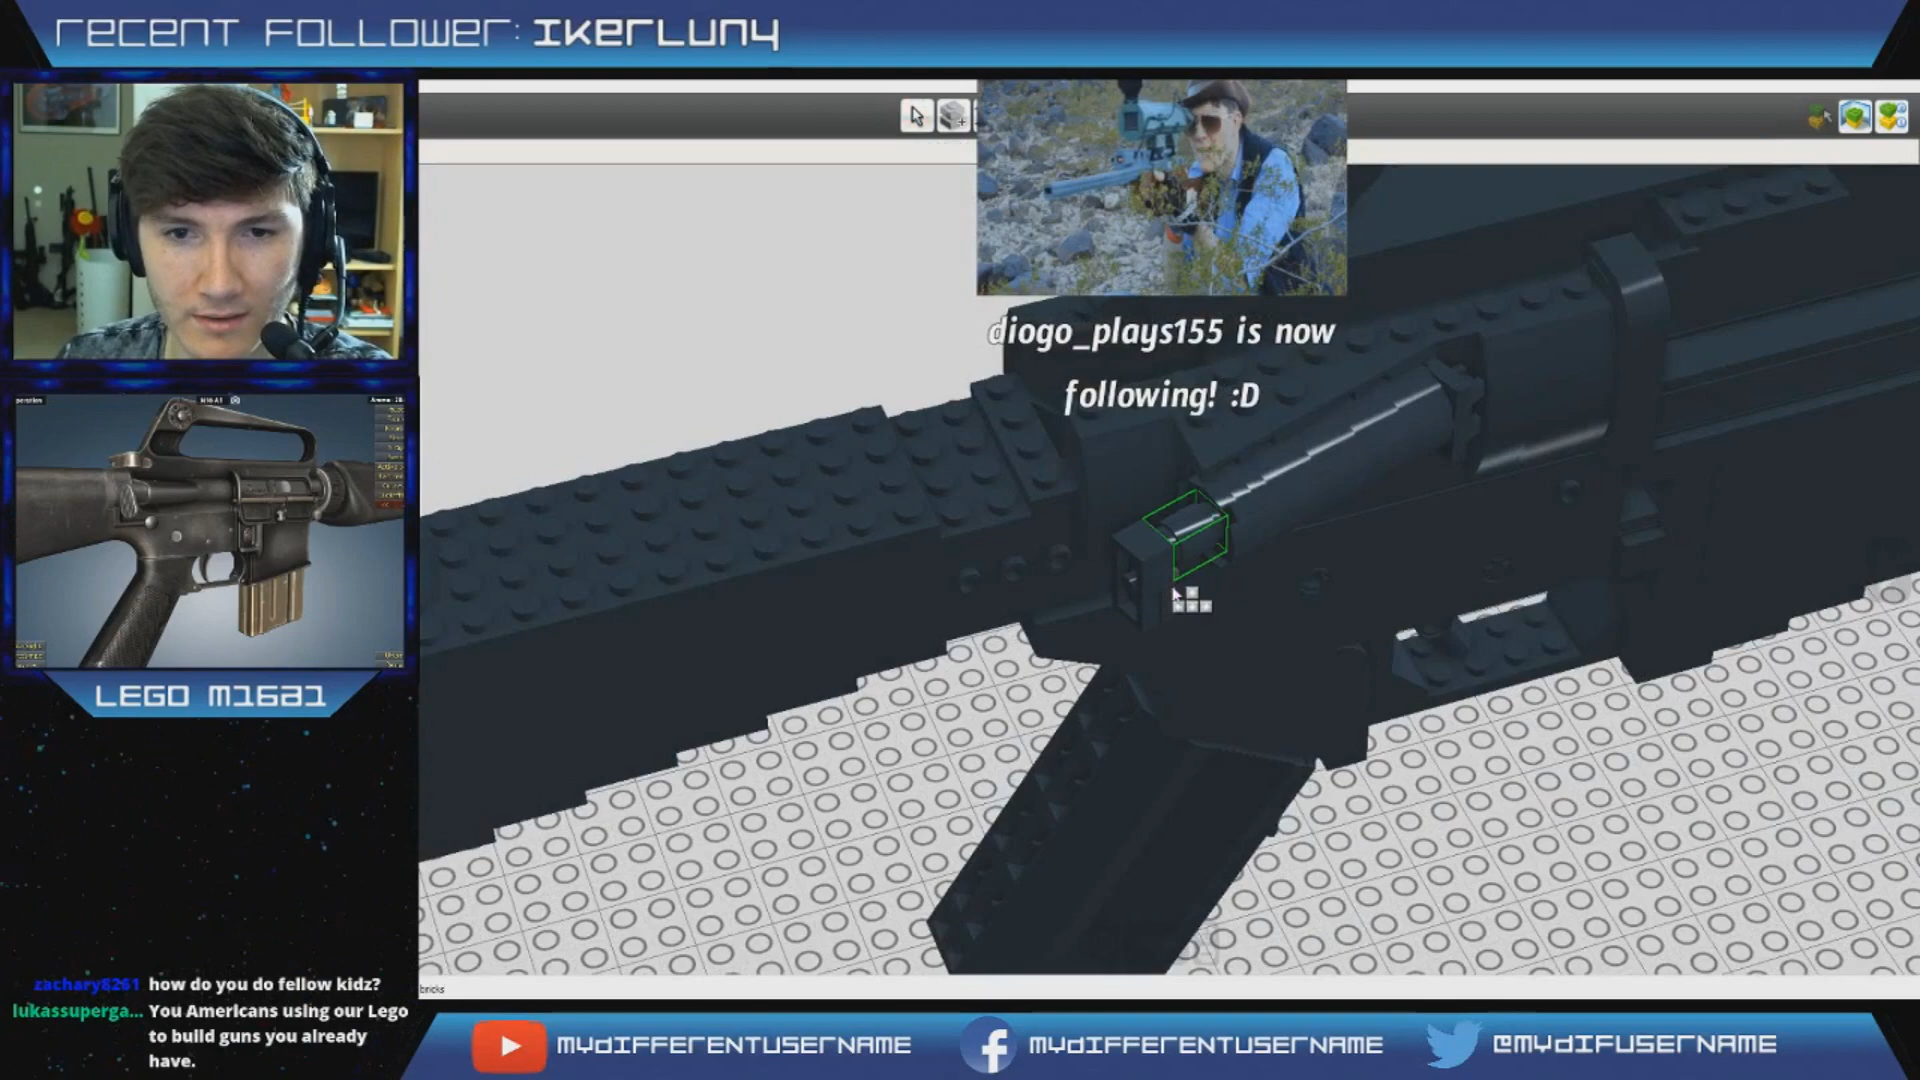 RECENT FOLLOWER: IKERLUNY
diogo_plays155 is now
following! :D
M16A1
LEGO M16A1
zachary8261 how do you do fellow kidz?
lukassuperga... You Americans using our Lego
to build guns you already
have.
bricks
MYDIFFERENTUSERNAME
MYDIFFERENTUSERNAME
@MYDIFUSERNAME